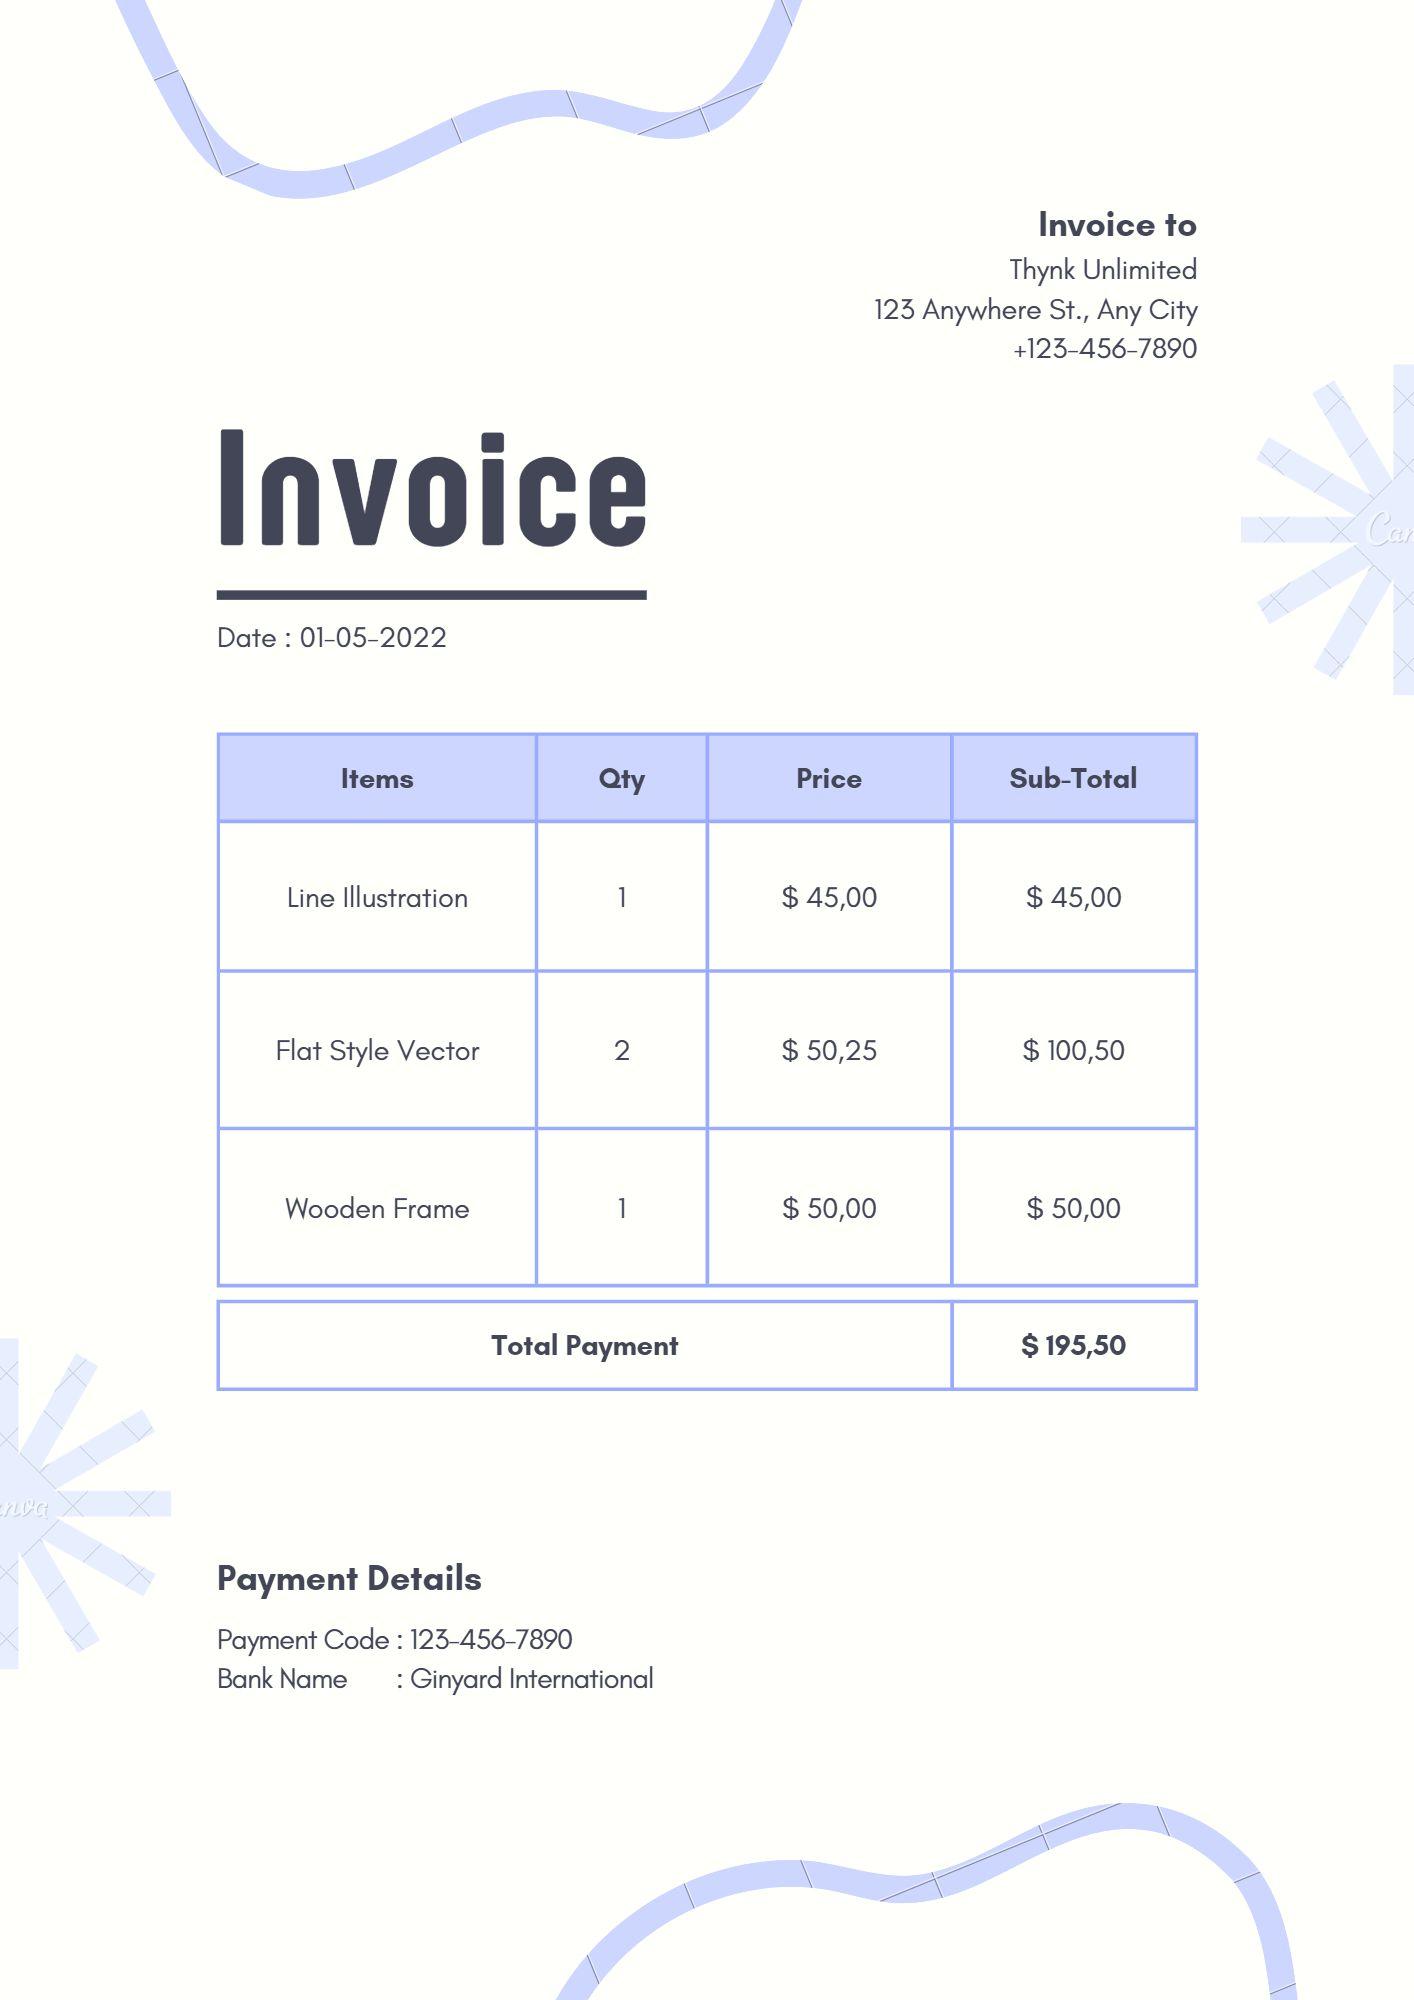 Invoice to
Thynk Unlimited
123 Anywhere St., Any City
+123-456-7890
Invoice
Date : 01-05-2022
Items Qty Price Sub-Total
Line Illustration 1 $ 45,00 $ 45,00
Flat Style Vector 2 $ 50,25 $ 100,50
Wooden Frame 1 $ 50,00 $ 50,00
Total Payment $ 195,50
Payment Details
Payment Code : 123-456-7890
Bank Name : Ginyard International